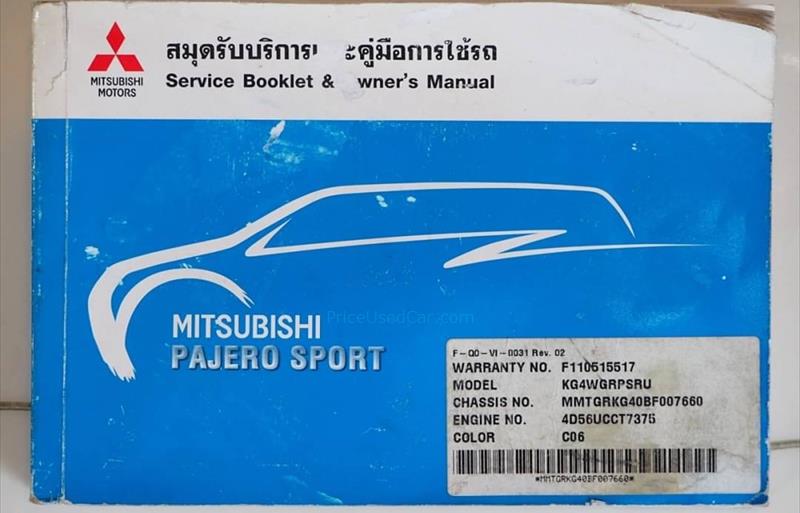 MITSUBISHI
MOTORS
สมุดรับบริการ ะคู่มือการใช้รถ
Service Booklet & wner's Manual
MITSUBISHI
PAJERO SPORT
PriceUsedCar.com
F-QO-VI-0031 Rev. 02
WARRANTY NO. F110515517
MODEL KG4WGRPSRU
CHASSIS NO. MMTGRKG40BF007660
ENGINE NO. 4D56UCCT7375
COLOR C06
*MMTGRKG40BF007660*